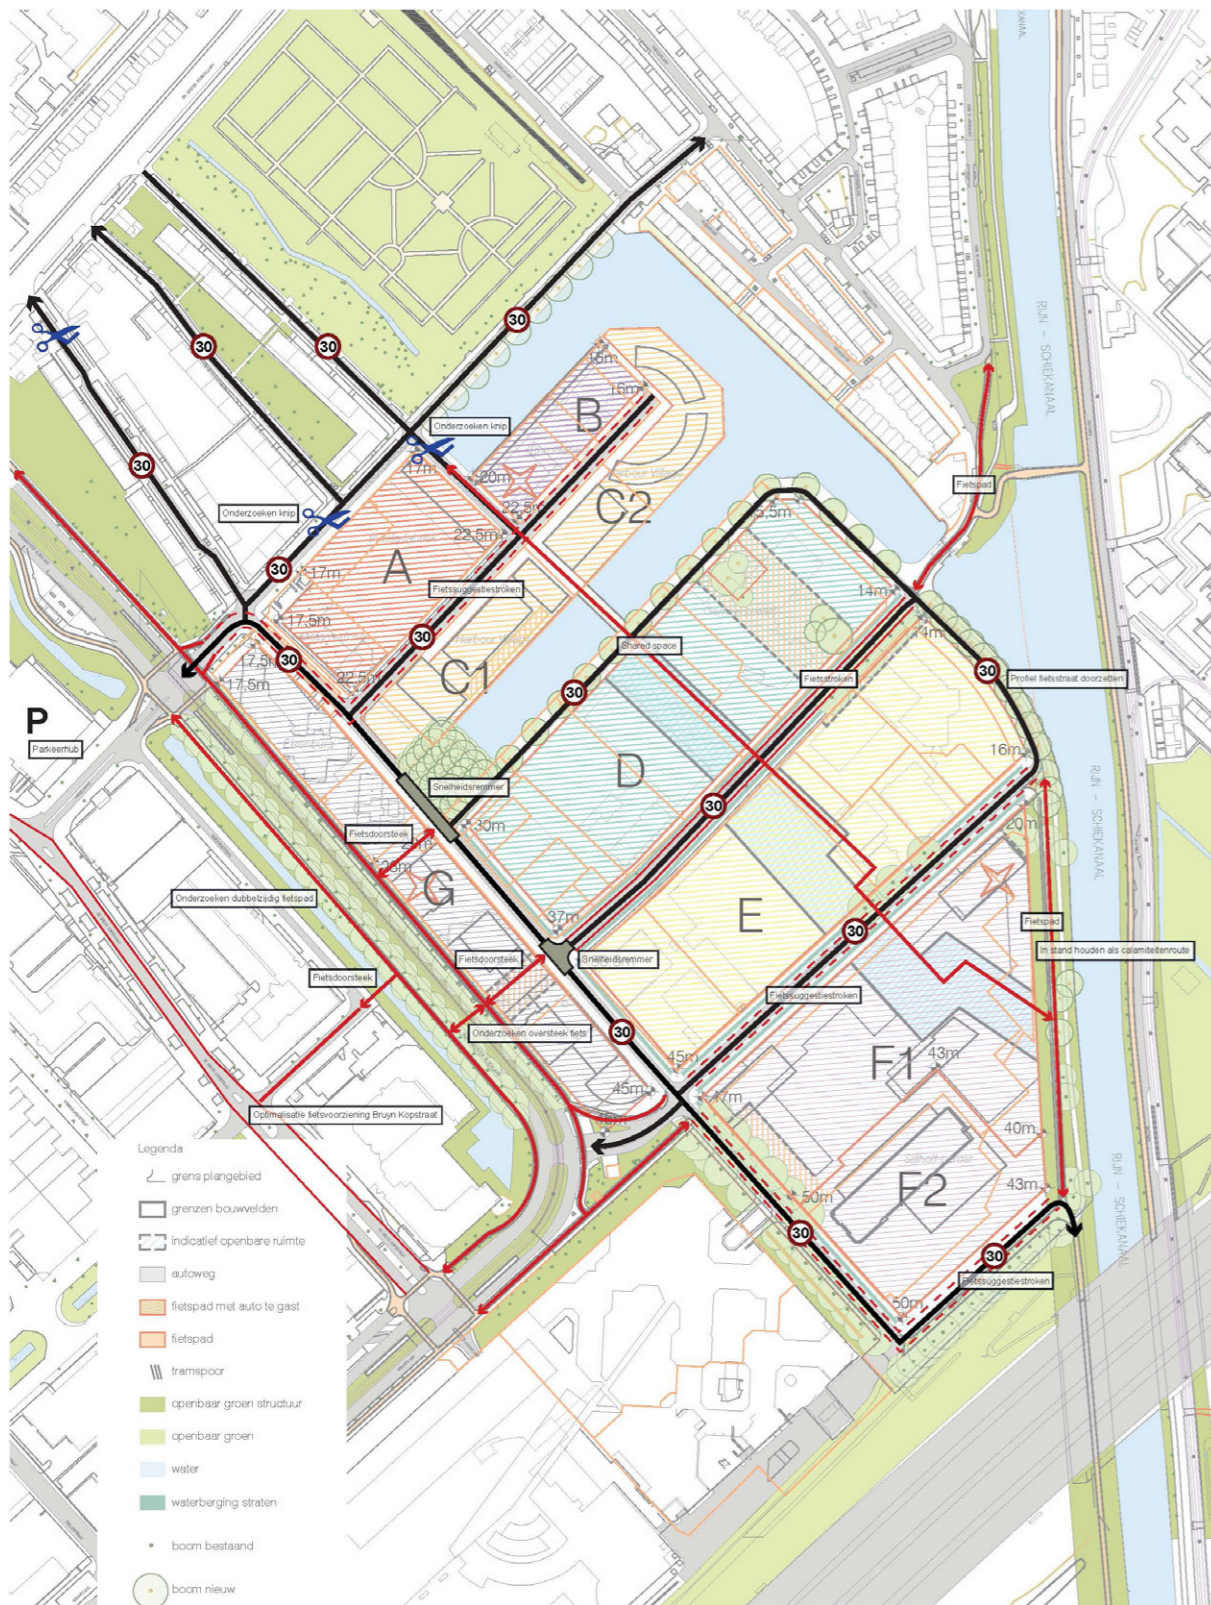 RIJN - SCHIEKANAAL
30
30
30
30
B
15m
16m
Onderzoeken knip
17m
20m
C2
22,5m
22,5m
Fietspad
Onderzoeken knip
A
5,5m
30
17m
Fietssuggestiestroken
14m
17,5m
30
Shared space
14m
17,5m
30
C1
Fietsstroken
30
Profiel fietsstraat doorzetten
17,5m
22,5m
30
P
Parkeerhub
16m
RIJN - SCHIEKANAAL
D
Snelheidsremmer
30
20m
30m
Fietsdoorsteek
G
Onderzoeken dubbelzijdig fietspad
E
37m
Fietspad
30
In stand houden als calamiteitenroute
Fietsdoorsteek
Snelheidsremmer
Fietsdoorsteek
Fietssuggestiestroken
Onderzoeken oversteek fiets
30
45m
43m
F1
45m
47m
Optimalisatie fietsvoorziening Bruyn Kopstraat
40m
RIJN - SCHIEKANAAL
F2
43m
50m
30
30
Fietssuggestiestroken
50m
Legenda
grens plangebied
grenzen bouwvelden
indicatief openbare ruimte
autoweg
fietspad met auto te gast
fietspad
tramspoor
openbaar groen structuur
openbaar groen
water
waterberging straten
boom bestaand
boom nieuw